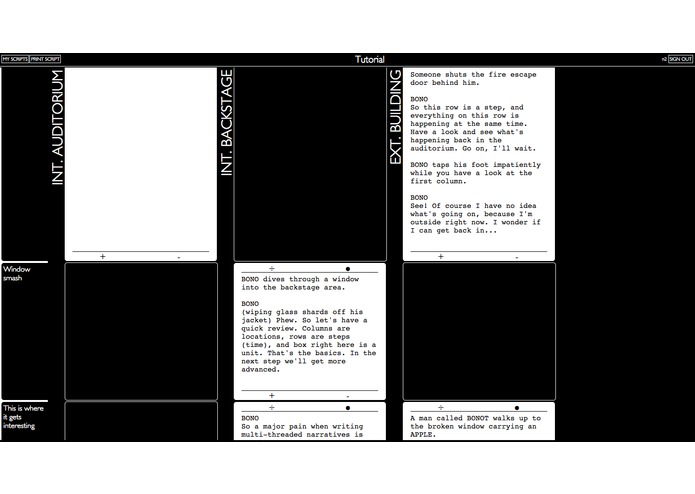 MY SCRIPTS PRINT SCRIPT
Tutorial
n2 SIGN OUT
INT. AUDITORIUM
+ -
INT. BACKSTAGE
EXT. BUILDING
Someone shuts the fire escape
door behind him.
BONO
So this row is a step, and
everything on this row is
happening at the same time.
Have a look and see what's
happening back in the
auditorium. Go on, I'll wait.
BONO taps his foot impatiently
while you have a look at the
first column.
BONO
See! Of course I have no idea
what's going on, because I'm
outside right now. I wonder if
I can get back in...
+ -
Window
smash
÷ ●
BONO dives through a window
into the backstage area.
BONO
(wiping glass shards off his
jacket) Phew. So let's have a
quick review. Columns are
locations, rows are steps
(time), and box right here is a
unit. That's the basics. In the
next step we'll get more
advanced.
+ -
This is where
it gets
interesting
÷ ●
BONO
So a major pain when writing
multi-threaded narratives is
÷ ●
A man called BONOT walks up to
the broken window carrying an
APPLE.